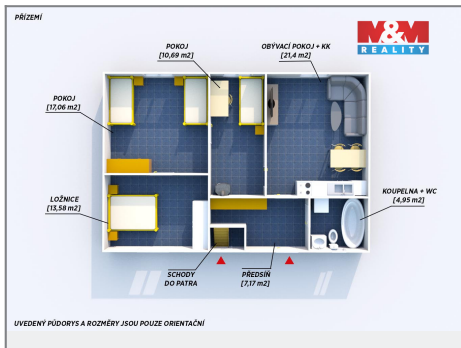 PŘÍZEMÍ
M&M
REALITY
POKOJ
[10,69 m2]
OBÝVACÍ POKOJ + KK
[21,4 m2]
POKOJ
[17,06 m2]
LOŽNICE
[13,58 m2]
KOUPELNA + WC
[4,95 m2]
SCHODY
DO PATRA
PŘEDSÍŇ
[7,17 m2]
UVEDENÝ PŮDORYS A ROZMĚRY JSOU POUZE ORIENTAČNÍ